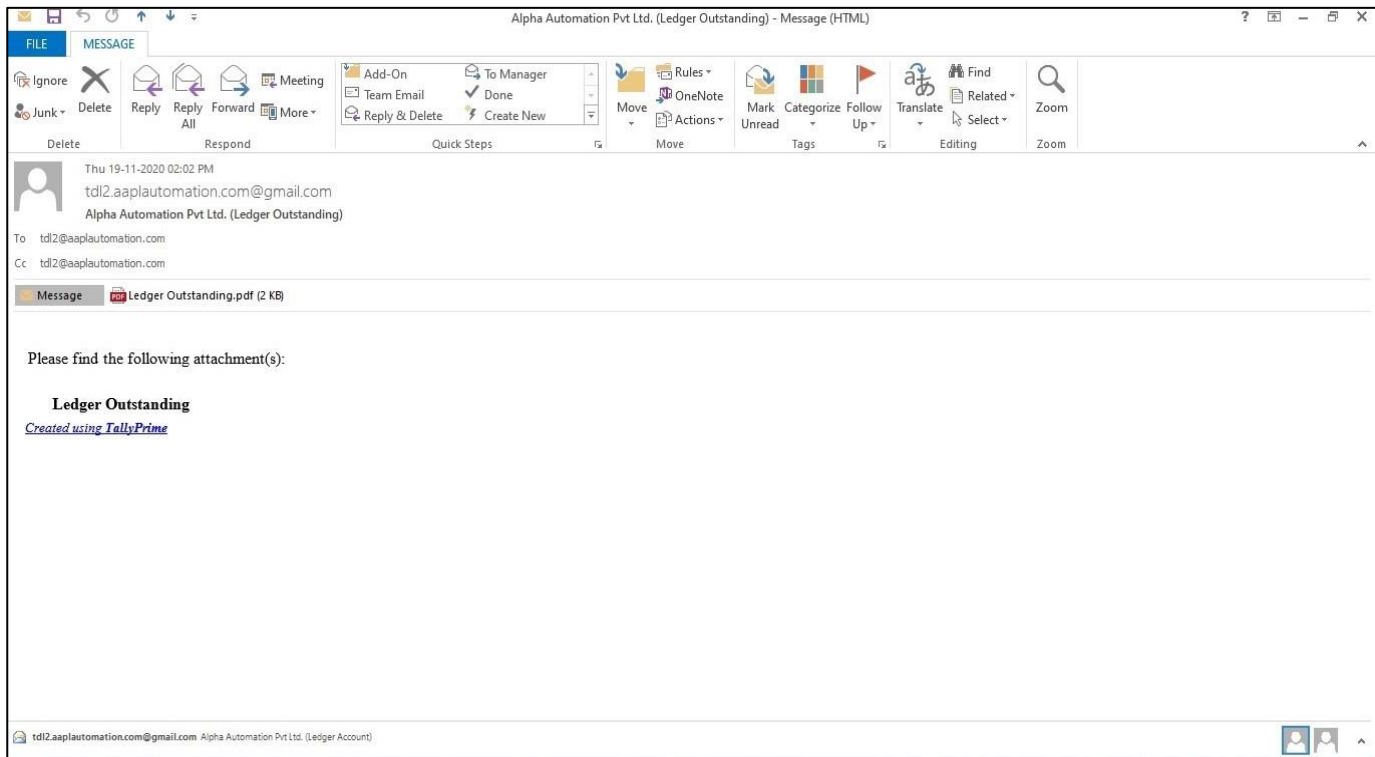 Alpha Automation Pvt Ltd. (Ledger Outstanding) - Message (HTML)
FILE MESSAGE
Ignore
Junk
Delete
Reply
Reply All
Forward
Meeting
More
Add-On
Team Email
Reply & Delete
To Manager
Done
Create New
Move
Rules
OneNote
Actions
Mark Unread
Categorize
Follow Up
Translate
Find
Related
Select
Zoom
Delete Respond Quick Steps Move Tags Editing Zoom
Thu 19-11-2020 02:02 PM
tdl2.aaplautomation.com@gmail.com
Alpha Automation Pvt Ltd. (Ledger Outstanding)
To tdl2@aaplautomation.com
Cc tdl2@aaplautomation.com
Message PDF Ledger Outstanding.pdf (2 KB)
Please find the following attachment(s):
Ledger Outstanding
Created using TallyPrime
tdl2.aaplautomation.com@gmail.com Alpha Automation Pvt Ltd. (Ledger Account)